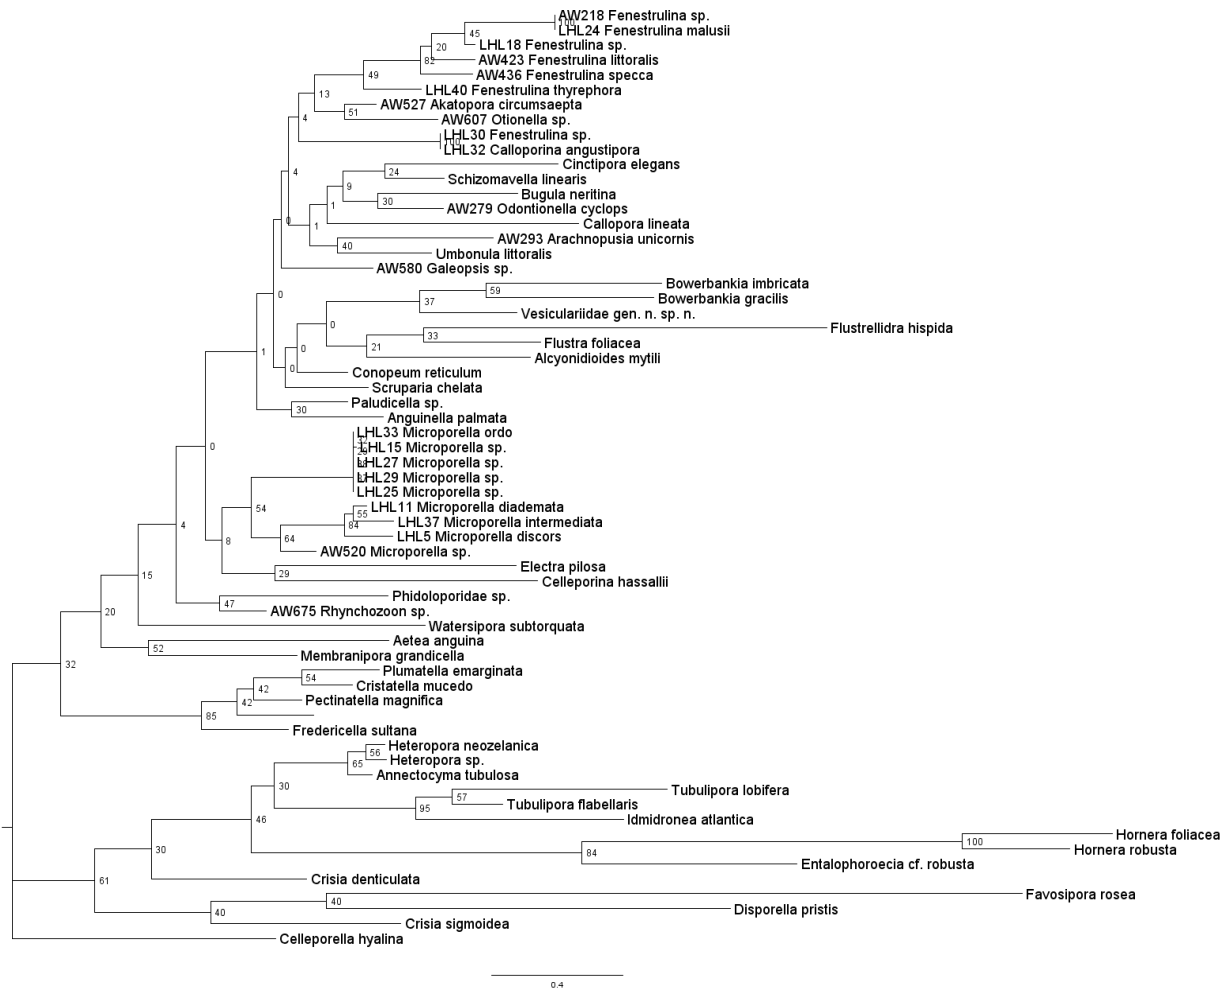 AW218 Fenestrulina sp.
100
LHL24 Fenestrulina malusii
45
LHL18 Fenestrulina sp.
20
AW423 Fenestrulina littoralis
82
AW436 Fenestrulina specca
49
LHL40 Fenestrulina thyrephora
13
AW527 Akatopora circumsaepta
51
AW607 Otionella sp.
4
LHL30 Fenestrulina sp.
100
LHL32 Calloporina angustipora
Cinctipora elegans
4
24
Schizomavella linearis
9
Bugula neritina
30
AW279 Odontionella cyclops
1
0
Callopora lineata
1
AW293 Arachnopusia unicornis
40
Umbonula littoralis
AW580 Galeopsis sp.
Bowerbankia imbricata
59
0
Bowerbankia gracilis
37
Vesiculariidae gen. n. sp. n.
0
Flustrellidra hispida
33
Flustra foliacea
21
0
1
Alcyonidioides mytili
0
Conopeum reticulum
Scruparia chelata
Paludicella sp.
30
Anguinella palmata
LHL33 Microporella ordo
0
LHL15 Microporella sp.
LHL27 Microporella sp.
LHL29 Microporella sp.
LHL25 Microporella sp.
54
LHL11 Microporella diademata
55
LHL37 Microporella intermediata
84
4
LHL5 Microporella discors
64
8
AW520 Microporella sp.
Electra pilosa
29
15
Celleporina hassallii
Phidoloporidae sp.
47
AW675 Rhynchozoon sp.
20
Watersipora subtorquata
Aetea anguina
52
Membranipora grandicella
32
Plumatella emarginata
54
Cristatella mucedo
42
Pectinatella magnifica
42
85
Fredericella sultana
Heteropora neozelanica
56
Heteropora sp.
65
Annectocyma tubulosa
30
Tubulipora lobifera
57
Tubulipora flabellaris
95
Idmidronea atlantica
46
Hornera foliacea
100
Hornera robusta
30
84
Entalophoroecia cf. robusta
Crisia denticulata
61
Favosipora rosea
40
Disporella pristis
40
Crisia sigmoidea
Celleporella hyalina
0.4